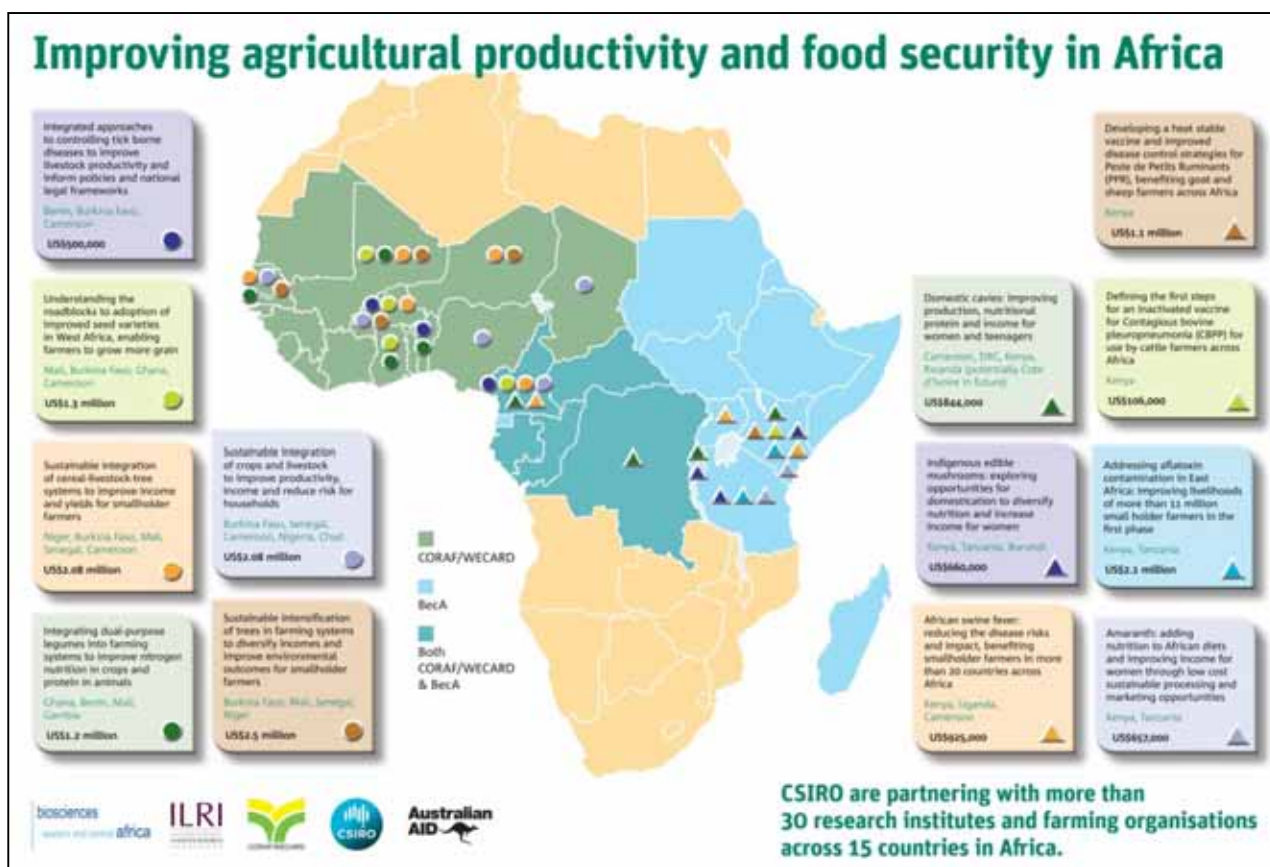 Improving agricultural productivity and food security in Africa
Integrated approaches
to controlling tick borne
diseases to improve
livestock productivity and
inform policies and national
legal frameworks
Benin, Burkina Faso,
Cameroon
US$500,000
Understanding the
roadblocks to adoption of
improved seed varieties
in West Africa, enabling
farmers to grow more grain
Mali, Burkina Faso, Ghana,
Cameroon
US$1.3 million
Sustainable integration
of cereal-livestock-tree
systems to improve income
and yields for smallholder
farmers
Niger, Burkina Faso, Mali,
Senegal, Cameroon
US$2.08 million
Sustainable integration
of crops and livestock
to improve productivity,
income and reduce risk for
households
Burkina Faso, Senegal,
Cameroon, Nigeria, Chad
US$2.08 million
Integrating dual-purpose
legumes into farming
systems to improve nitrogen
nutrition in crops and
protein in animals
Ghana, Benin, Mali,
Gambia
US$1.2 million
Sustainable intensification
of trees in farming systems
to diversify incomes and
improve environmental
outcomes for smallholder
farmers
Burkina Faso, Mali, Senegal,
Niger
US$2.5 million
CORAF/WECARD
BecA
Both
CORAF/WECARD
& BecA
Developing a heat stable
vaccine and improved
disease control strategies for
Peste de Petits Ruminants
(PPR), benefiting goat and
sheep farmers across Africa
Kenya
US$1.1 million
Domestic cavies: improving
production, nutritional
protein and income for
women and teenagers
Cameroon, DRC, Kenya,
Rwanda (potentially Cote
d'Ivoire in future)
US$844,000
Defining the first steps
for an inactivated vaccine
for Contagious bovine
pleuropneumonia (CBPP) for
use by cattle farmers across
Africa
Kenya
US$106,000
Indigenous edible
mushrooms: exploring
opportunities for
domestication to diversify
nutrition and increase
income for women
Kenya, Tanzania, Burundi
US$660,000
Addressing aflatoxin
contamination in East
Africa: improving livelihoods
of more than 11 million
small holder farmers in the
first phase
Kenya, Tanzania
US$2.1 million
African swine fever:
reducing the disease risks
and impact, benefiting
smallholder farmers in more
than 20 countries across
Africa
Kenya, Uganda,
Cameroon
US$925,000
Amaranth: adding
nutrition to African diets
and improving income for
women through low cost
sustainable processing and
marketing opportunities
Kenya, Tanzania
US$657,000
biosciences
eastern and central africa
ILRI
CORAF/WECARD
CSIRO
Australian
AID
CSIRO are partnering with more than
30 research institutes and farming organisations
across 15 countries in Africa.